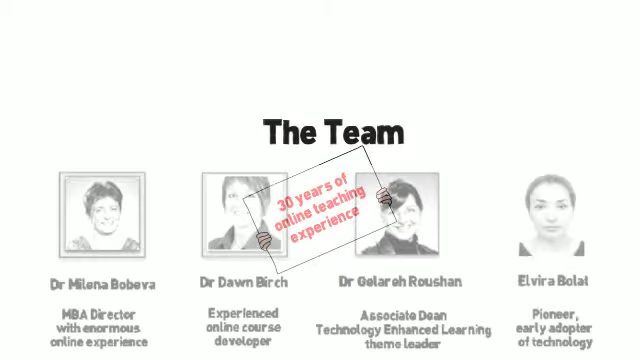 The Team
30 years of
online teaching
experience
Dr Milena Bobeva
Dr Dawn Birch
Dr Gelareh Roushan
Elvira Bolat
MBA Director
with enormous
online experience
Experienced
online course
developer
Associate Dean
Technology Enhanced Learning
theme leader
Pioneer,
early adopter
of technology